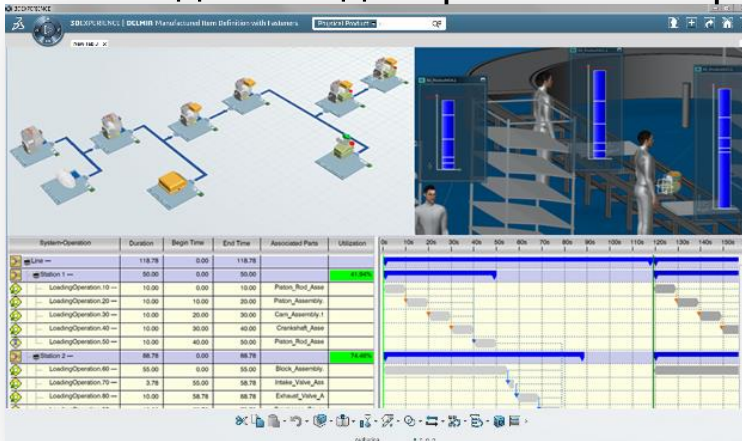 3DEXPERIENCE
3DEXPERIENCE | DELMIA Manufactured Item Definition with Fasteners Physical Product
New Tab 2 X
System-Operation Duration Begin Time End Time Associated Parts Utilization 0s 10s 20s 30s 40s 50s 60s 70s 80s 90s 100s 110s 120s 130s 140s 150s
Line 118.78 0.00 118.78
Station 1 50.00 0.00 50.00 41.94%
LoadingOperation.10 10.00 0.00 10.00 Piston_Rod_Asse
LoadingOperation.20 10.00 10.00 20.00 Piston_Assembly.
LoadingOperation.30 10.00 20.00 30.00 Cam_Assembly.1
LoadingOperation.40 10.00 30.00 40.00 Crankshaft_Asse
LoadingOperation.50 10.00 40.00 50.00 Piston_Rod_Asse
Station 2 88.78 0.00 88.78 74.46%
LoadingOperation.60 55.00 0.00 55.00 Block_Assembly.
LoadingOperation.70 3.78 55.00 58.78 Intake_Valve_Ass
LoadingOperation.80 10.00 58.78 68.78 Exhaust_Valve_A